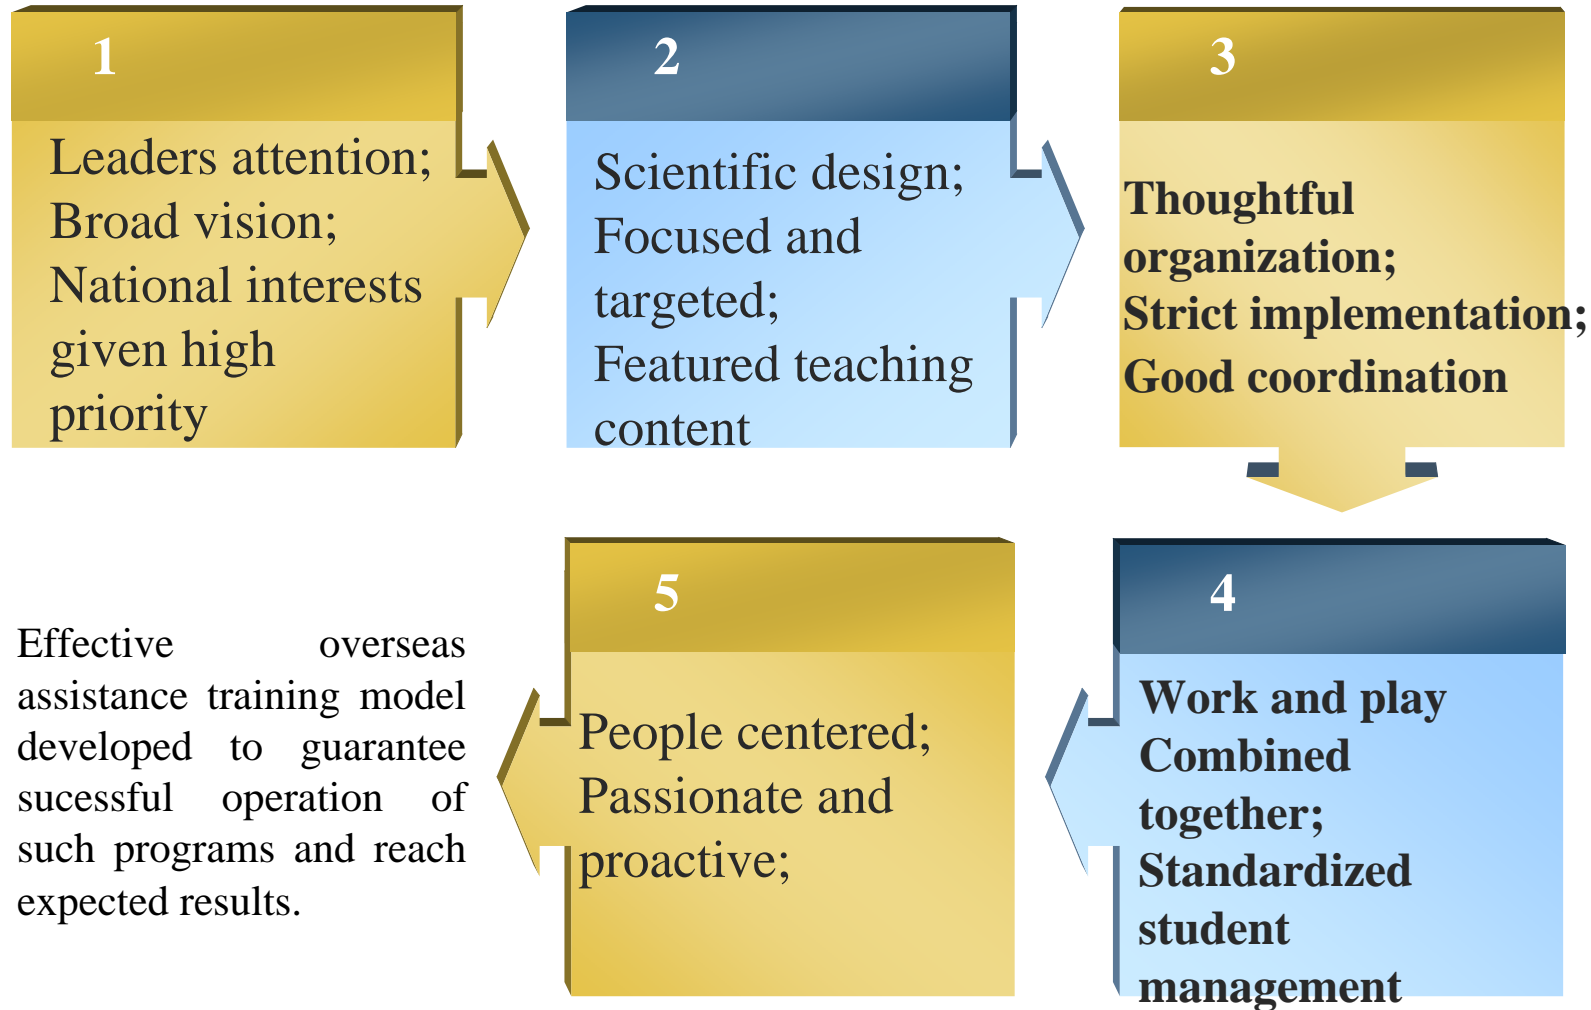 1
Leaders attention;
Broad vision;
National interests
given high
priority
2
Scientific design;
Focused and
targeted;
Featured teaching
content
3
Thoughtful
organization;
Strict implementation;
Good coordination
4
Work and play
Combined
together;
Standardized
student
management
5
People centered;
Passionate and
proactive;
Effective overseas
assistance training model
developed to guarantee
sucessful operation of
such programs and reach
expected results.